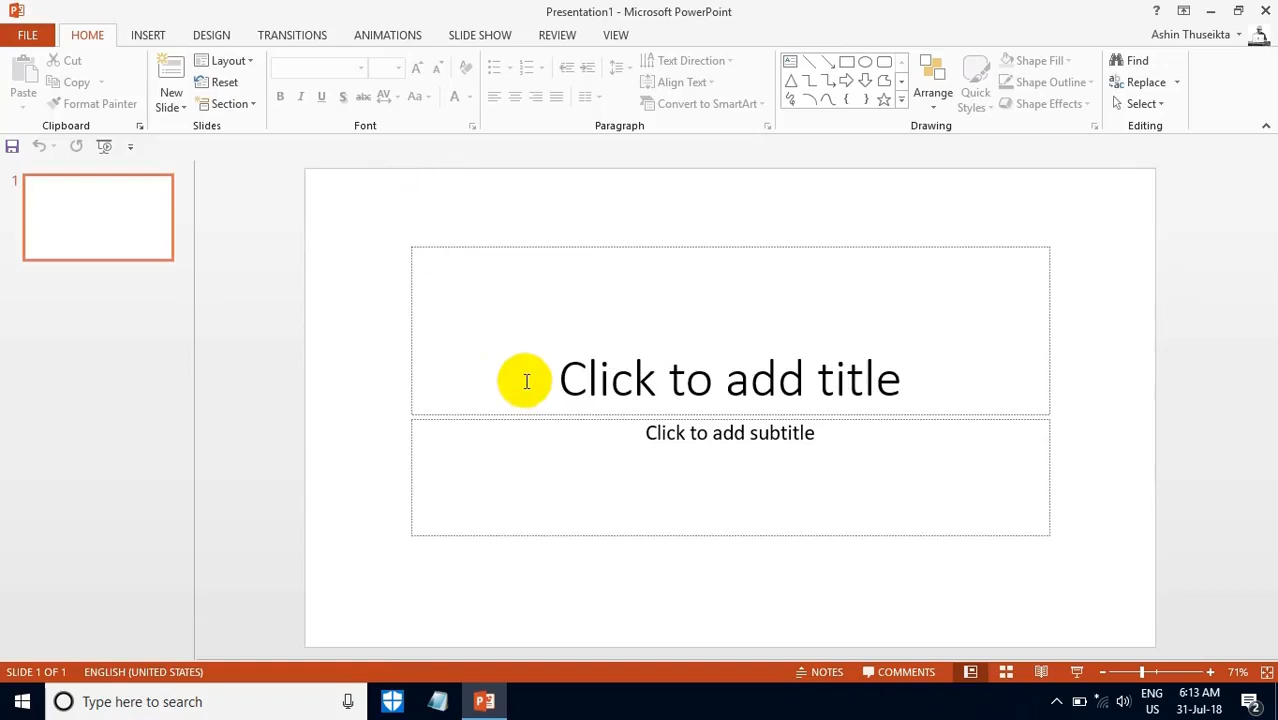 Presentation1 - Microsoft PowerPoint
FILE HOME INSERT DESIGN TRANSITIONS ANIMATIONS SLIDE SHOW REVIEW VIEW Ashin Thuseikta
Paste
Cut
Copy
Format Painter
Clipboard
New
Slide
Layout
Reset
Section
Slides
B I U S abc AV Aa A
Font
Text Direction
Align Text
Convert to SmartArt
Paragraph
Arrange
Quick
Styles
Shape Fill
Shape Outline
Shape Effects
Drawing
Find
Replace
Select
Editing
1
Click to add title
Click to add subtitle
SLIDE 1 OF 1 ENGLISH (UNITED STATES) NOTES COMMENTS 71%
Type here to search
ENG
US
6:13 AM
31-Jul-18
2